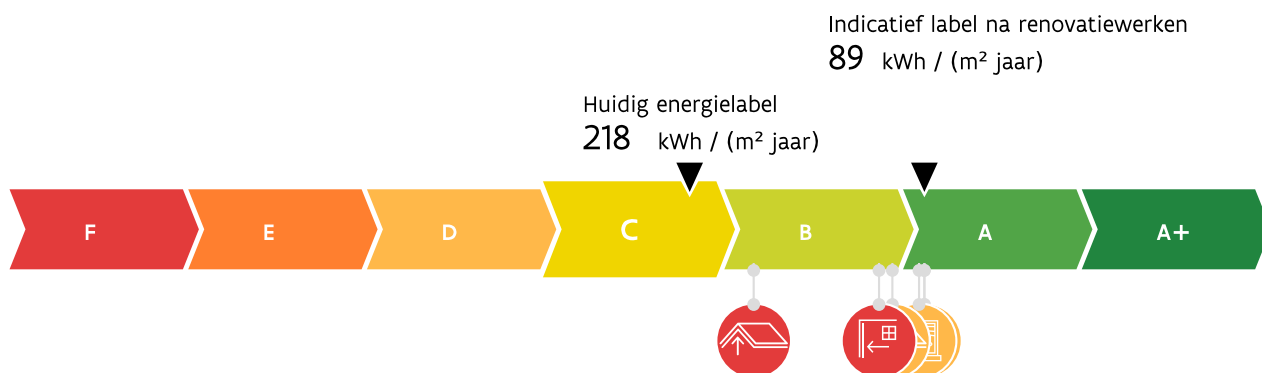 Indicatief label na renovatiewerken
89 kWh / (m² jaar)
Huidig energielabel
218 kWh / (m² jaar)
F E D C B A A+